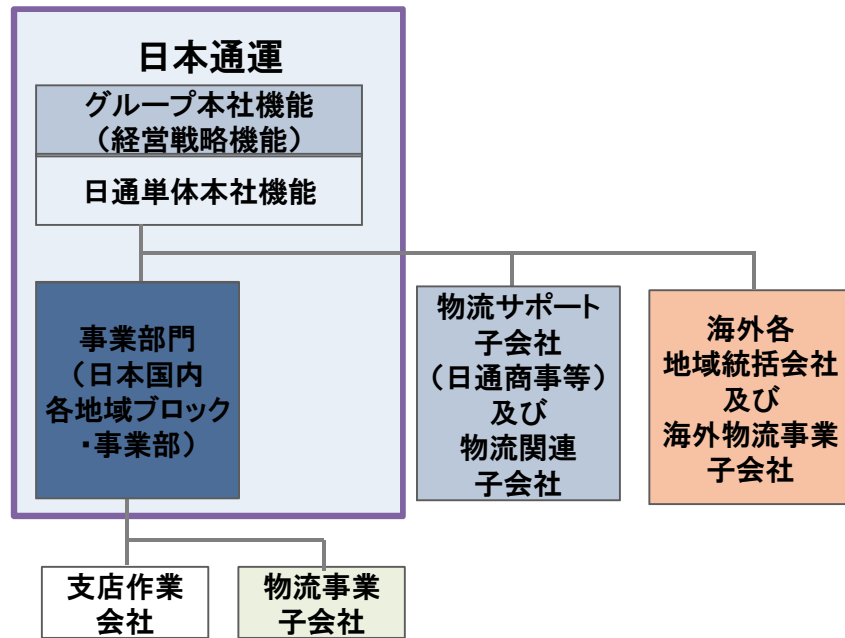 日本通運
グループ本社機能
（経営戦略機能）
日通単体本社機能
事業部門
（日本国内
各地域ブロック
・事業部）
物流サポート
子会社
（日通商事等）
及び
物流関連
子会社
海外各
地域統括会社
及び
海外物流事業
子会社
支店作業
会社
物流事業
子会社